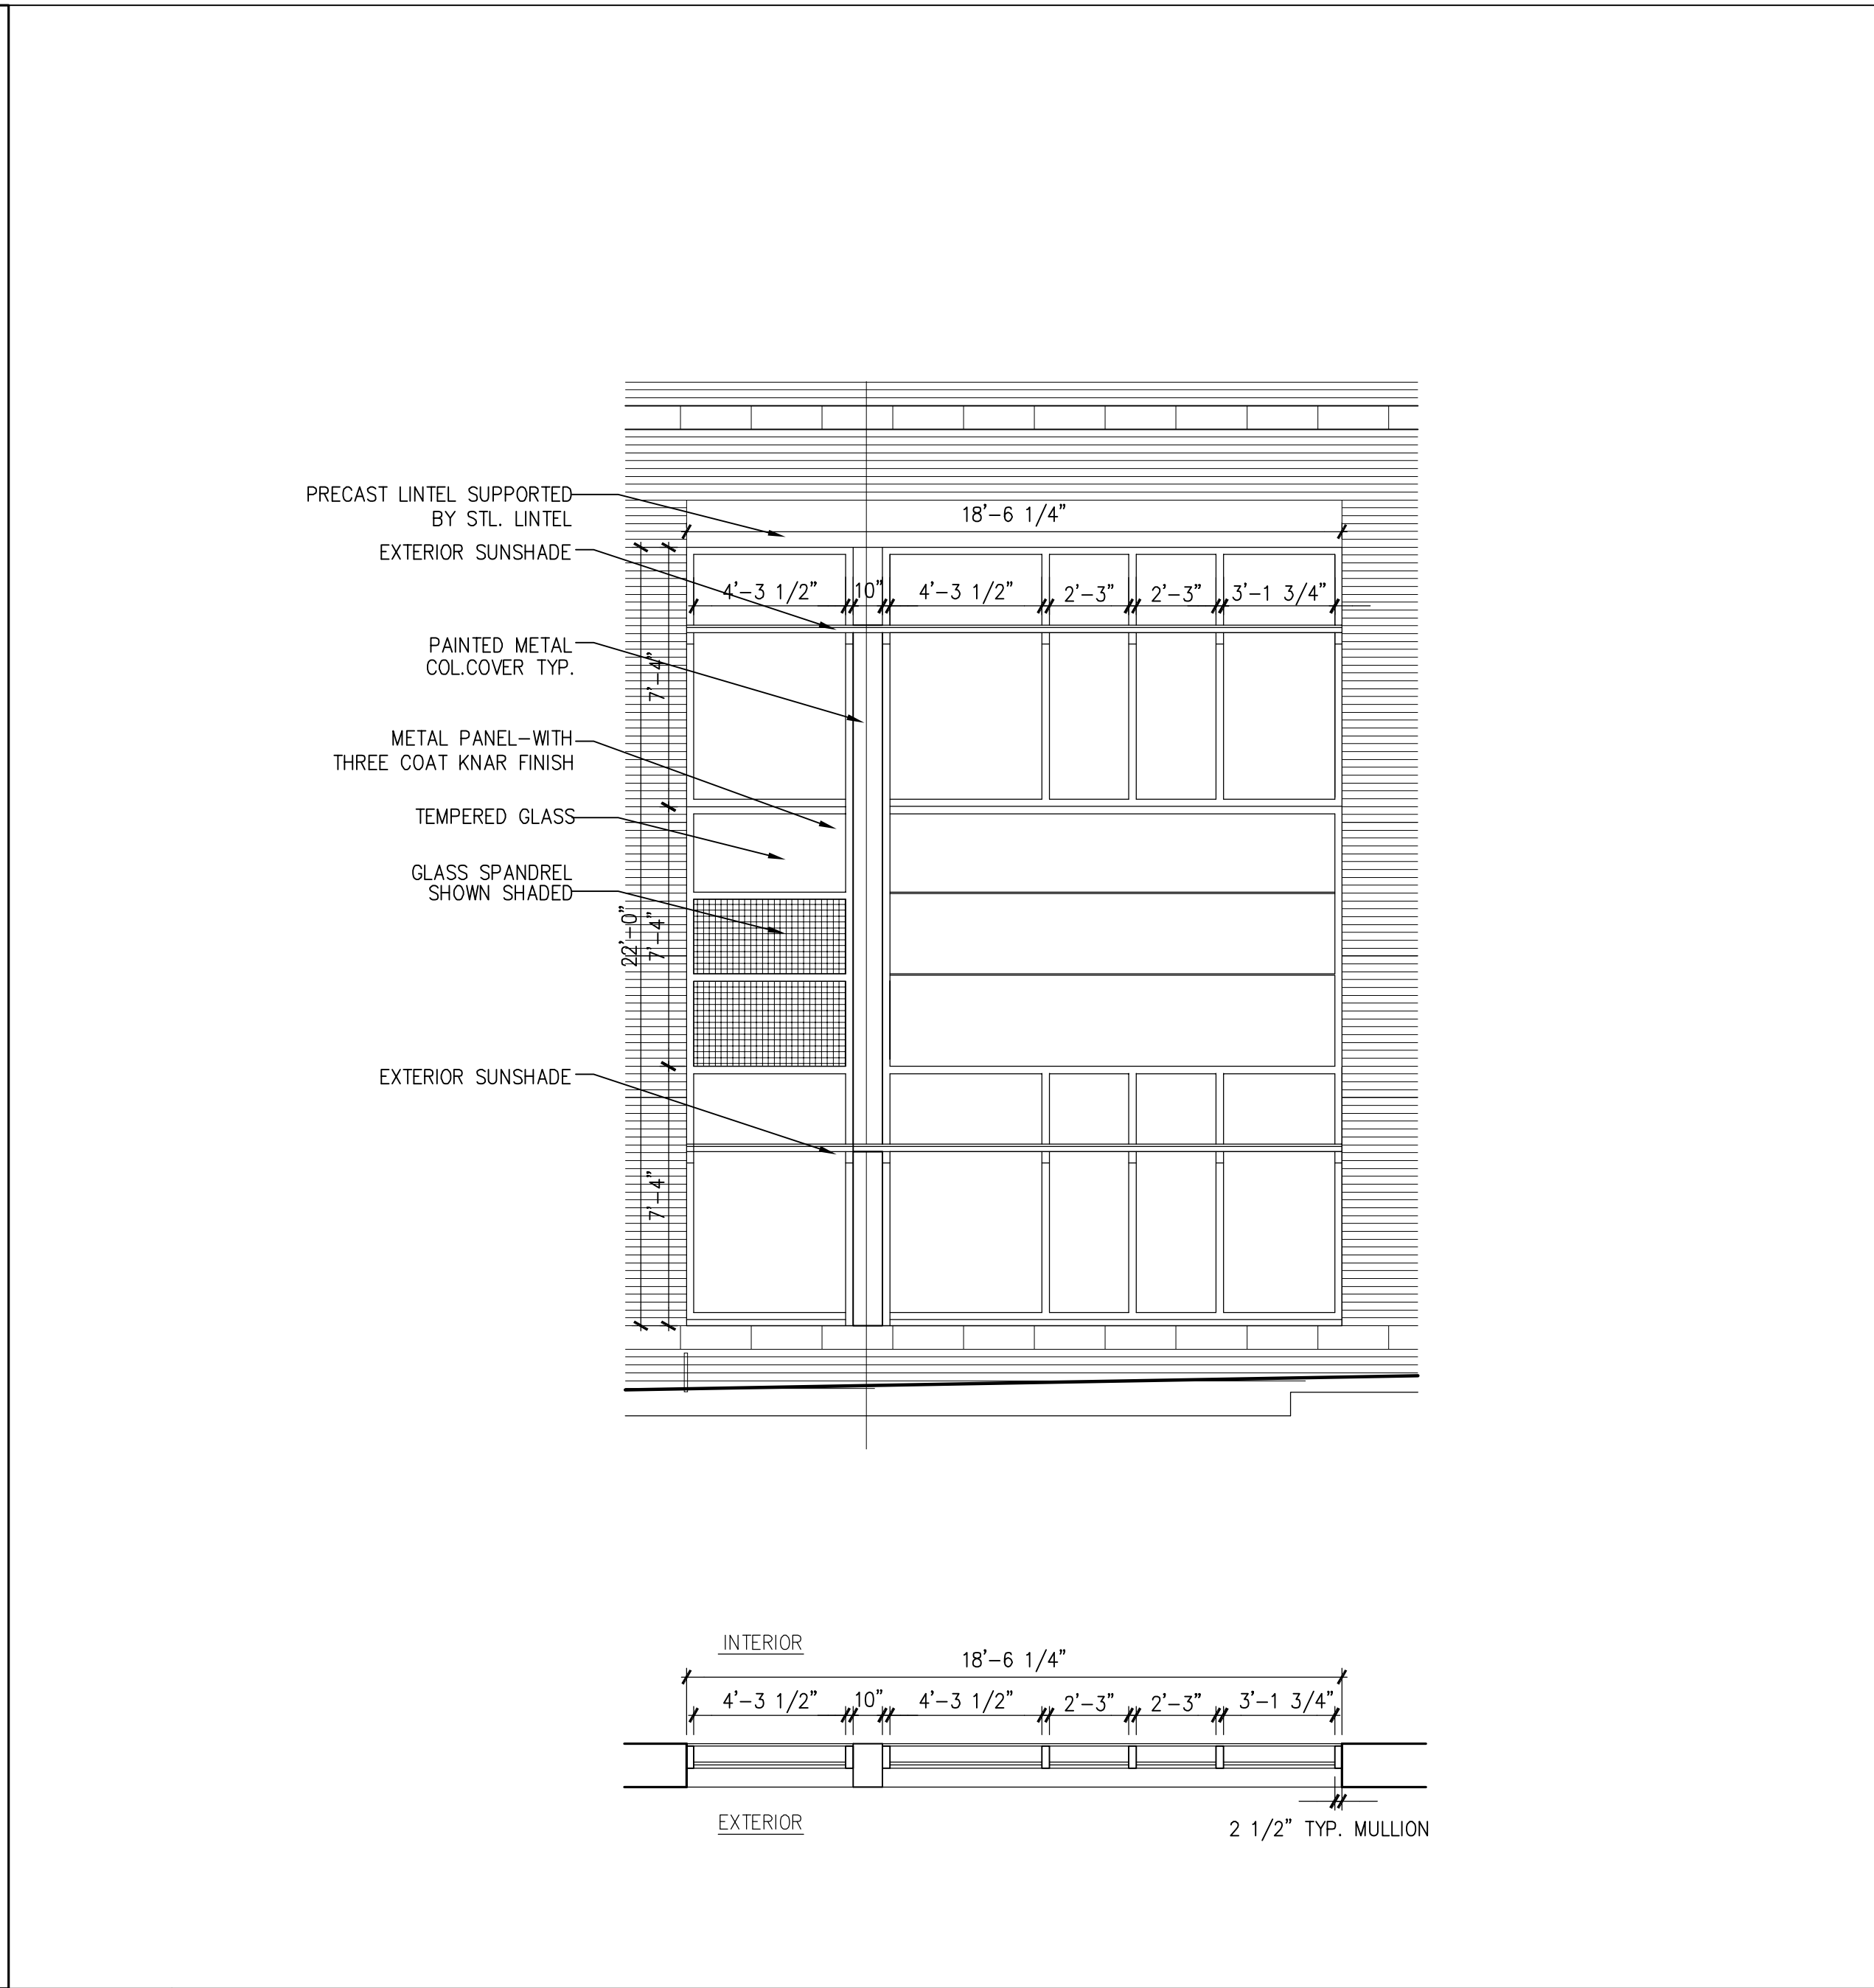 PRECAST LINTEL SUPPORTED
BY STL. LINTEL
18'-6 1/4"
EXTERIOR SUNSHADE
4'-3 1/2" 10" 4'-3 1/2" 2'-3" 2'-3" 3'-1 3/4"
PAINTED METAL
COL.COVER TYP.
7'-4"
METAL PANEL-WITH
THREE COAT KNAR FINISH
TEMPERED GLASS
GLASS SPANDREL
SHOWN SHADED
22'-0"
7'-4"
EXTERIOR SUNSHADE
7'-4"
INTERIOR
18'-6 1/4"
4'-3 1/2" 10" 4'-3 1/2" 2'-3" 2'-3" 3'-1 3/4"
EXTERIOR
2 1/2" TYP. MULLION